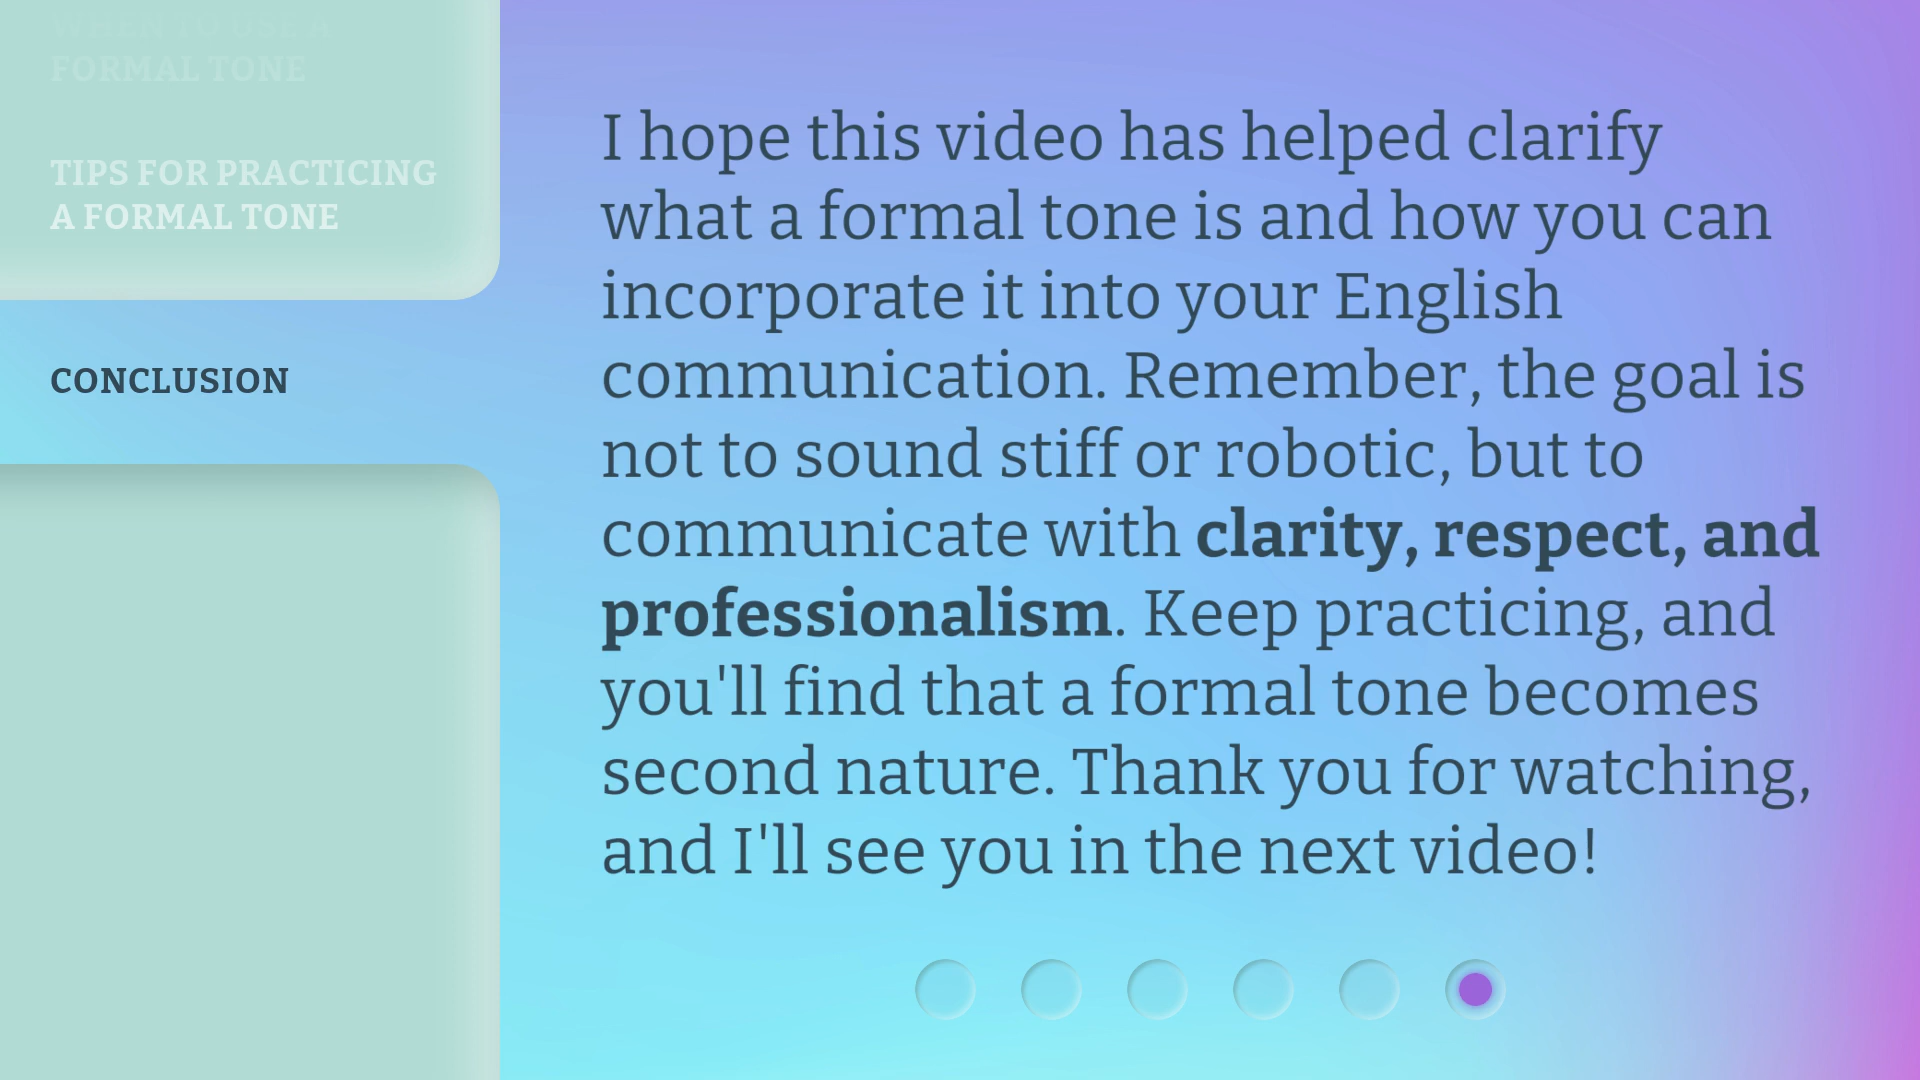 WHEN TO USE A
FORMAL TONE
TIPS FOR PRACTICING
A FORMAL TONE
CONCLUSION
I hope this video has helped clarify
what a formal tone is and how you can
incorporate it into your English
communication. Remember, the goal is
not to sound stiff or robotic, but to
communicate with clarity, respect, and
professionalism. Keep practicing, and
you'll find that a formal tone becomes
second nature. Thank you for watching,
and I'll see you in the next video!